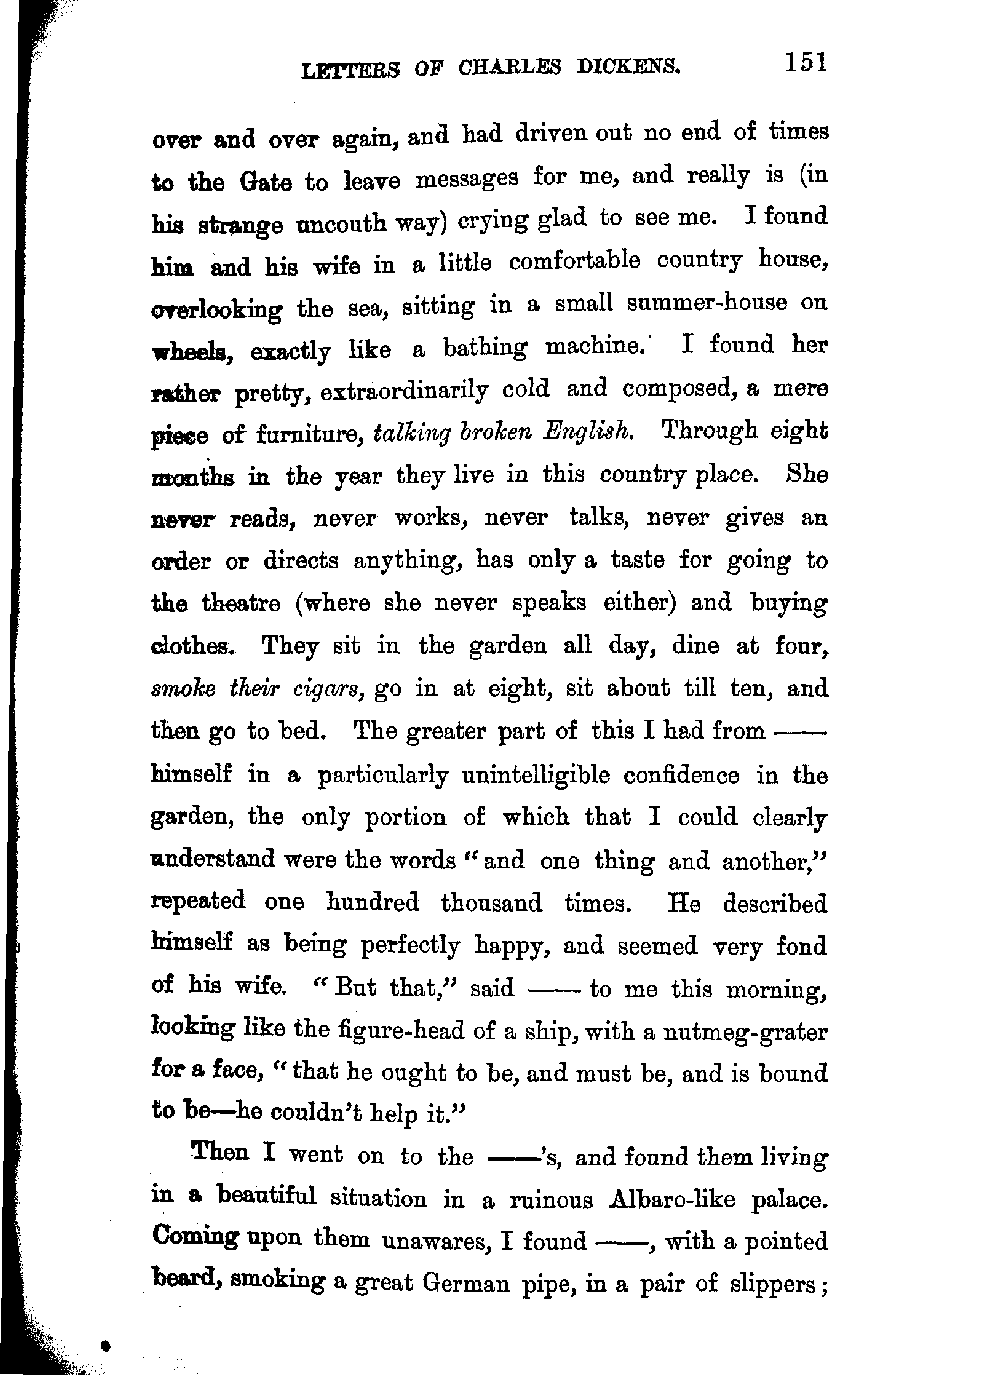 LETTERS OF CHARLES DICKENS. 151
over and over again, and had driven out no end of times
to the Gate to leave messages for me, and really is (in
his strange uncouth way) crying glad to see me. I found
him and his wife in a little comfortable country house,
overlooking the sea, sitting in a small summer-house on
wheels, exactly like a bathing machine. I found her
rather pretty, extraordinarily cold and composed, a mere
piece of furniture, talking broken English. Through eight
months in the year they live in this country place. She
never reads, never works, never talks, never gives an
order or directs anything, has only a taste for going to
the theatre (where she never speaks either) and buying
clothes. They sit in the garden all day, dine at four,
smoke their cigars, go in at eight, sit about till ten, and
then go to bed. The greater part of this I had from ——
himself in a particularly unintelligible confidence in the
garden, the only portion of which that I could clearly
understand were the words “and one thing and another,”
repeated one hundred thousand times. He described
himself as being perfectly happy, and seemed very fond
of his wife. “But that,” said —— to me this morning,
looking like the figure-head of a ship, with a nutmeg-grater
for a face, “that he ought to be, and must be, and is bound
to be—he couldn’t help it.”
Then I went on to the ——’s, and found them living
in a beautiful situation in a ruinous Albaro-like palace.
Coming upon them unawares, I found ——, with a pointed
beard, smoking a great German pipe, in a pair of slippers;